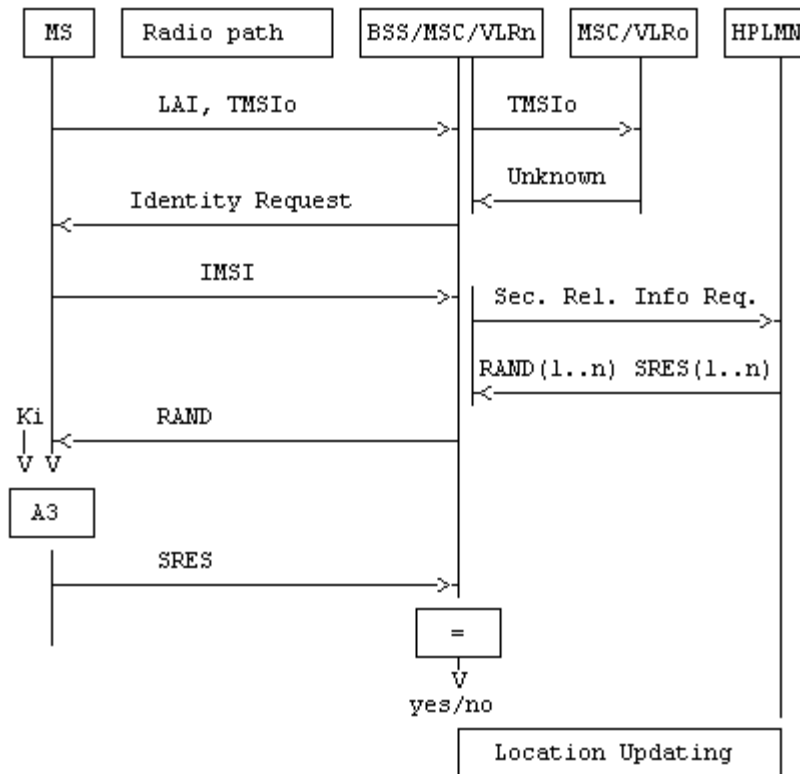 MS Radio path BSS/MSC/VLRn MSC/VLRo HPLMN
LAI, TMSIo TMSIo
Unknown
Identity Request
IMSI
Sec. Rel. Info Req.
RAND(1..n) SRES(1..n)
Ki RAND
V V
A3
SRES
=
V
yes/no
Location Updating